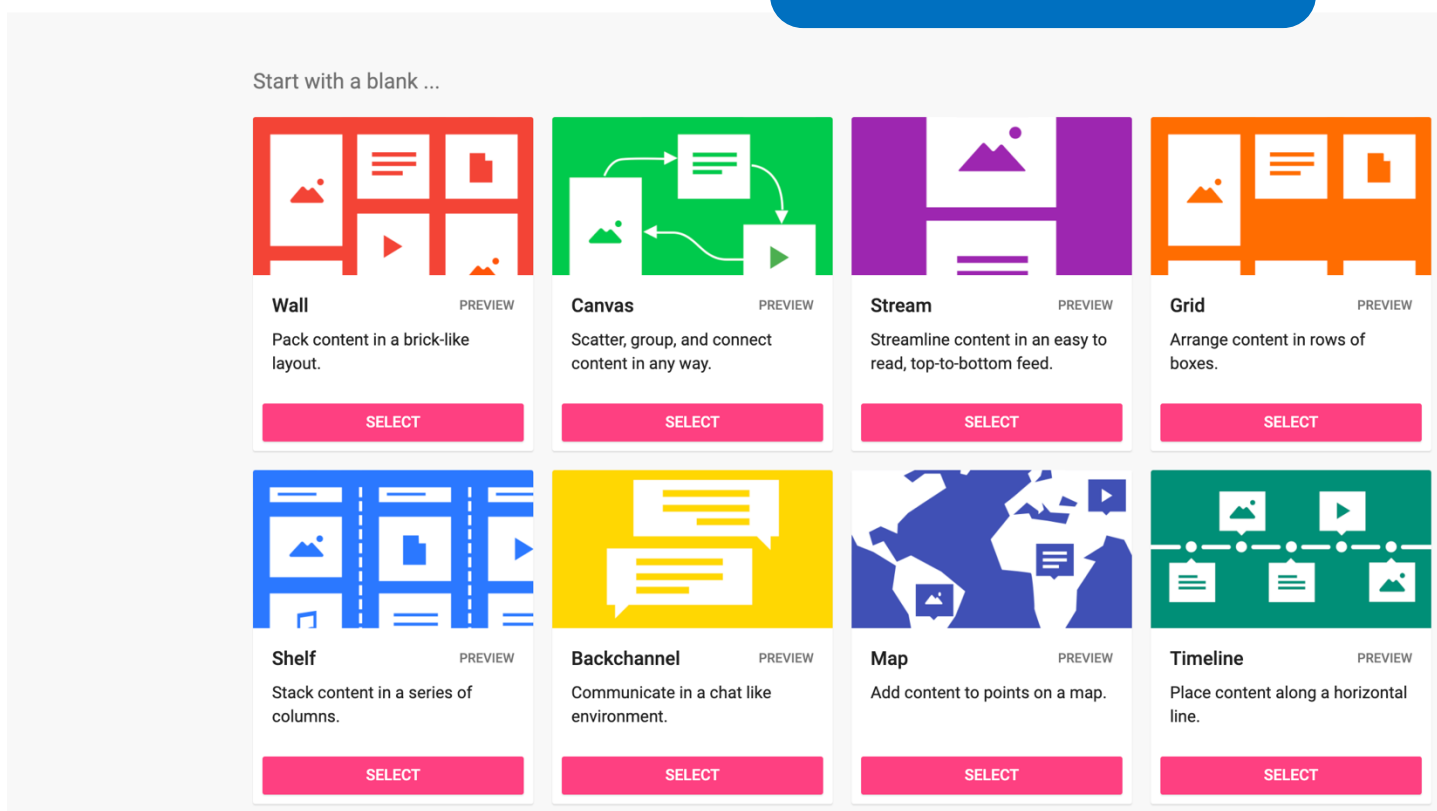 Start with a blank ...
Wall PREVIEW
Pack content in a brick-like
layout.
SELECT
Canvas PREVIEW
Scatter, group, and connect
content in any way.
SELECT
Stream PREVIEW
Streamline content in an easy to
read, top-to-bottom feed.
SELECT
Grid PREVIEW
Arrange content in rows of
boxes.
SELECT
Shelf PREVIEW
Stack content in a series of
columns.
SELECT
Backchannel PREVIEW
Communicate in a chat like
environment.
SELECT
Map PREVIEW
Add content to points on a map.
SELECT
Timeline PREVIEW
Place content along a horizontal
line.
SELECT